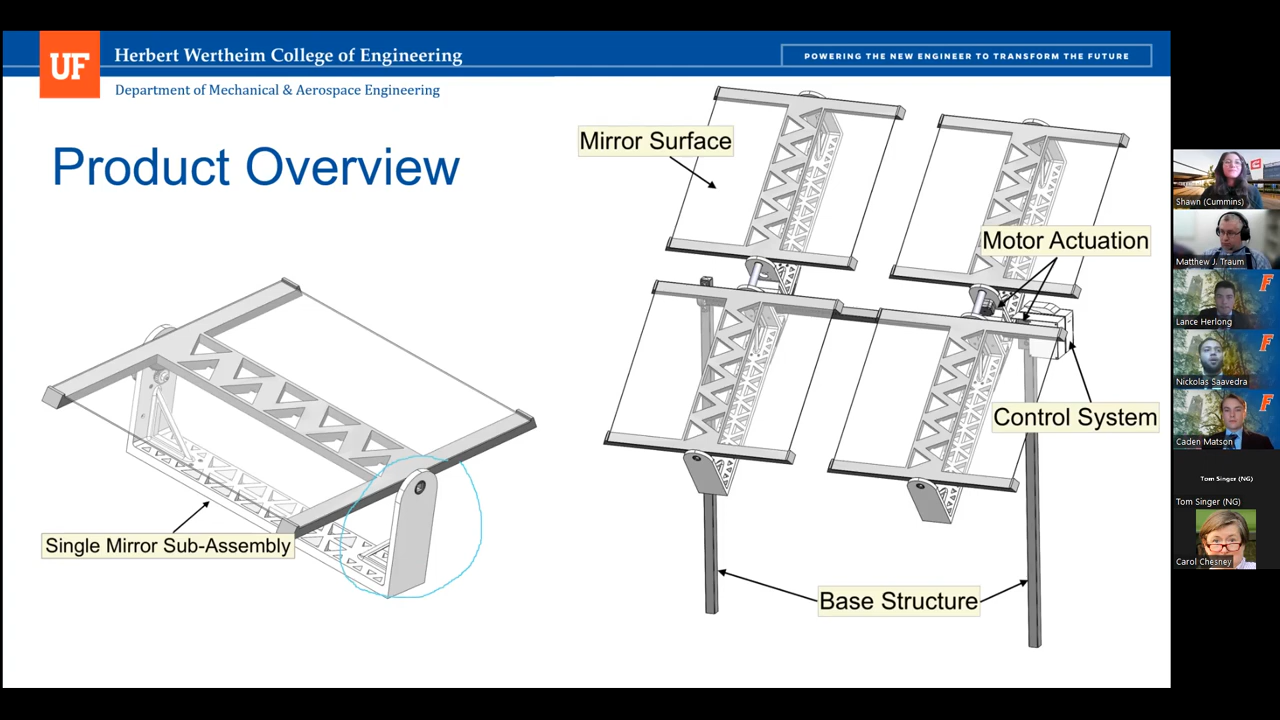 UF
Herbert Wertheim College of Engineering
POWERING THE NEW ENGINEER TO TRANSFORM THE FUTURE
Department of Mechanical & Aerospace Engineering
Product Overview
Mirror Surface
Motor Actuation
Control System
Single Mirror Sub-Assembly
Base Structure
Shawn (Cummins)
Matthew J. Traum
F
Lance Herlong
F
Nickolas Saavedra
F
Caden Matson
Tom Singer (NG)
Tom Singer (NG)
Carol Chesney